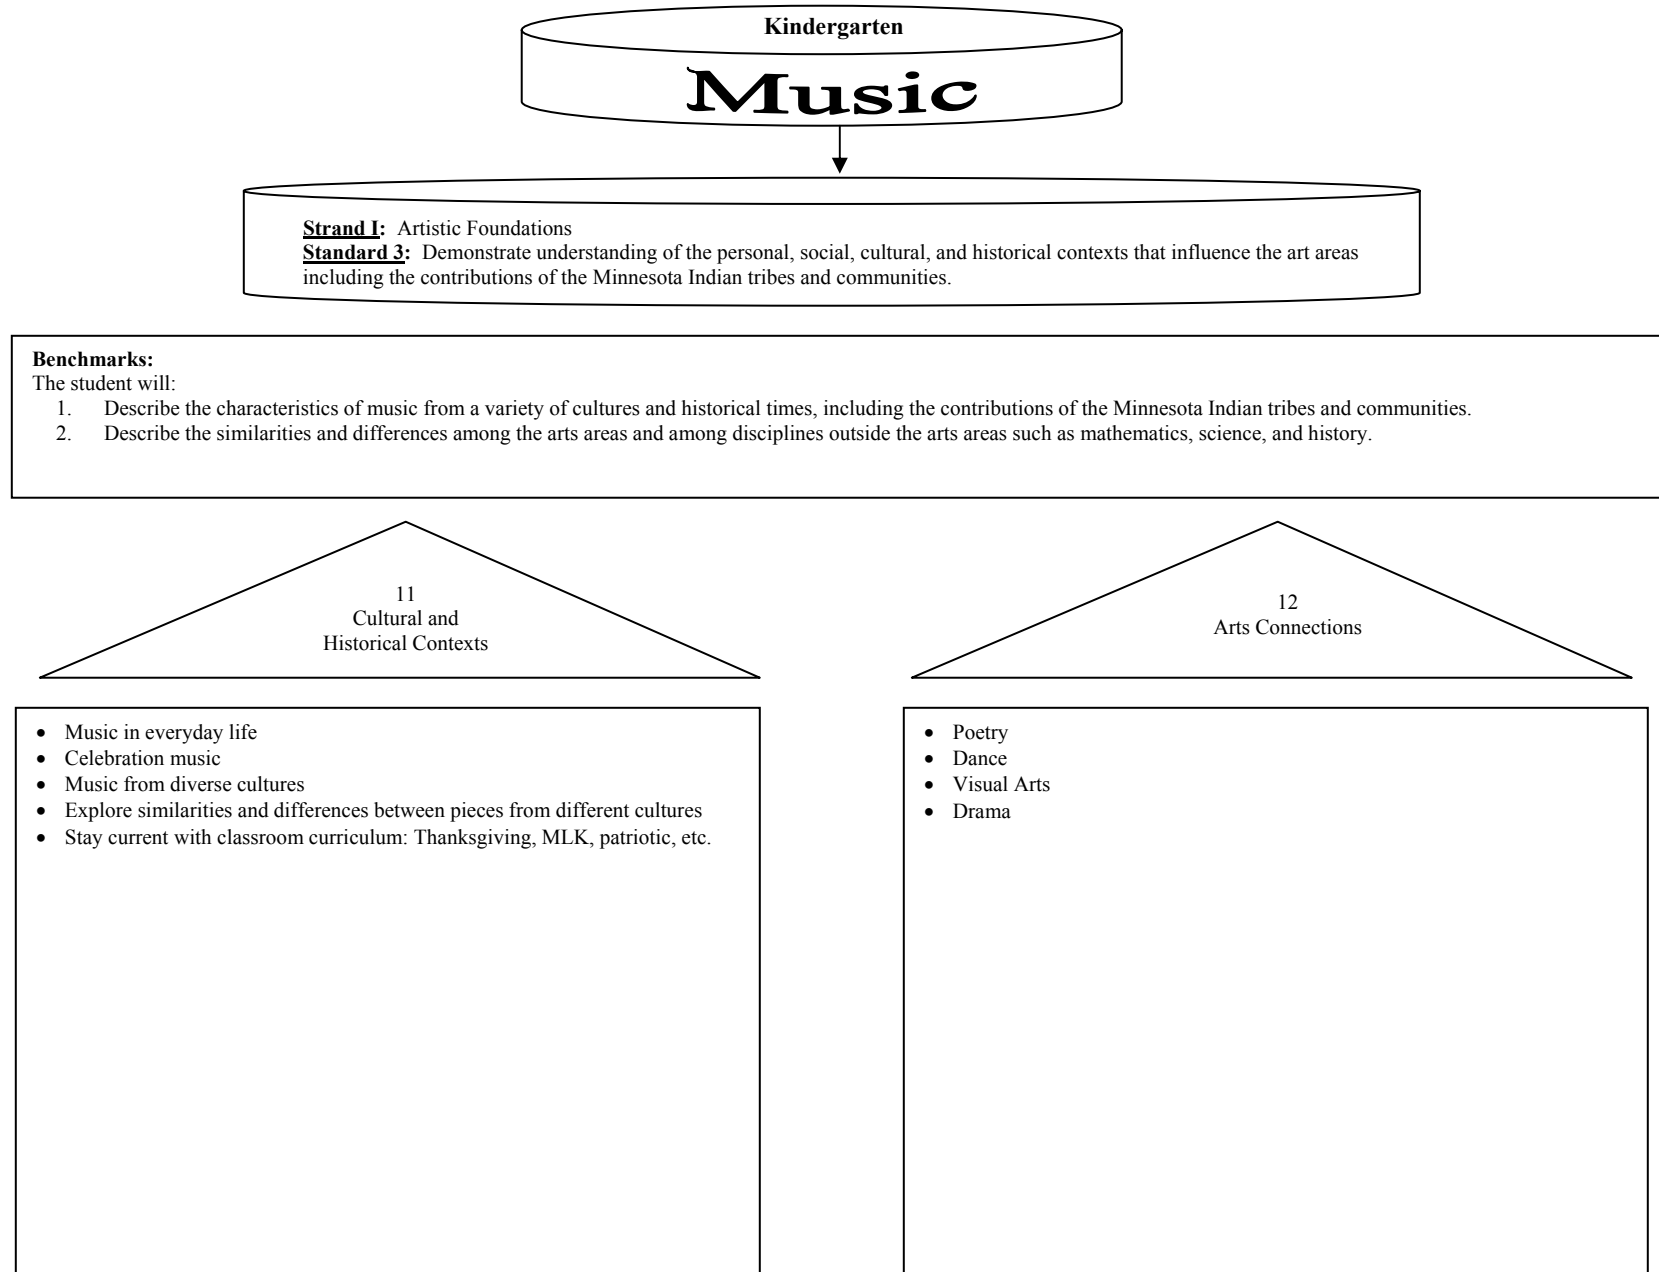 Kindergarten
Music
Strand I: Artistic Foundations
Standard 3: Demonstrate understanding of the personal, social, cultural, and historical contexts that influence the art areas
including the contributions of the Minnesota Indian tribes and communities.
Benchmarks:
The student will:
1. Describe the characteristics of music from a variety of cultures and historical times, including the contributions of the Minnesota Indian tribes and communities.
2. Describe the similarities and differences among the arts areas and among disciplines outside the arts areas such as mathematics, science, and history.
11
Cultural and
Historical Contexts
12
Arts Connections
• Music in everyday life
• Celebration music
• Music from diverse cultures
• Explore similarities and differences between pieces from different cultures
• Stay current with classroom curriculum: Thanksgiving, MLK, patriotic, etc.
• Poetry
• Dance
• Visual Arts
• Drama